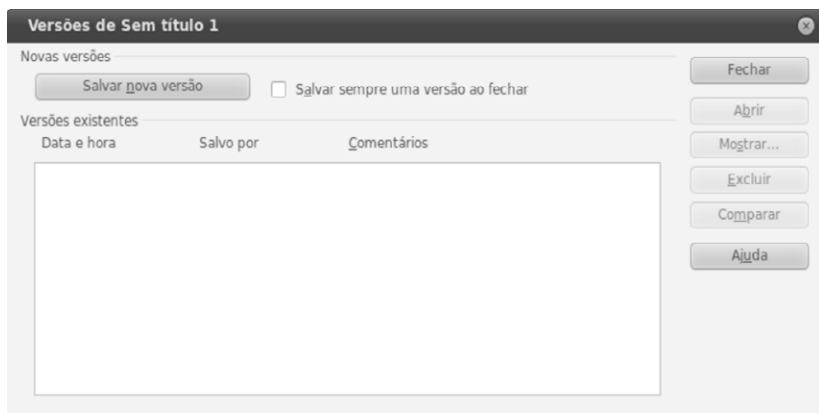 Versões de Sem título 1
Novas versões
Salvar nova versão
Salvar sempre uma versão ao fechar
Versões existentes
Data e hora Salvo por Comentários
Fechar
Abrir
Mostrar...
Excluir
Comparar
Ajuda